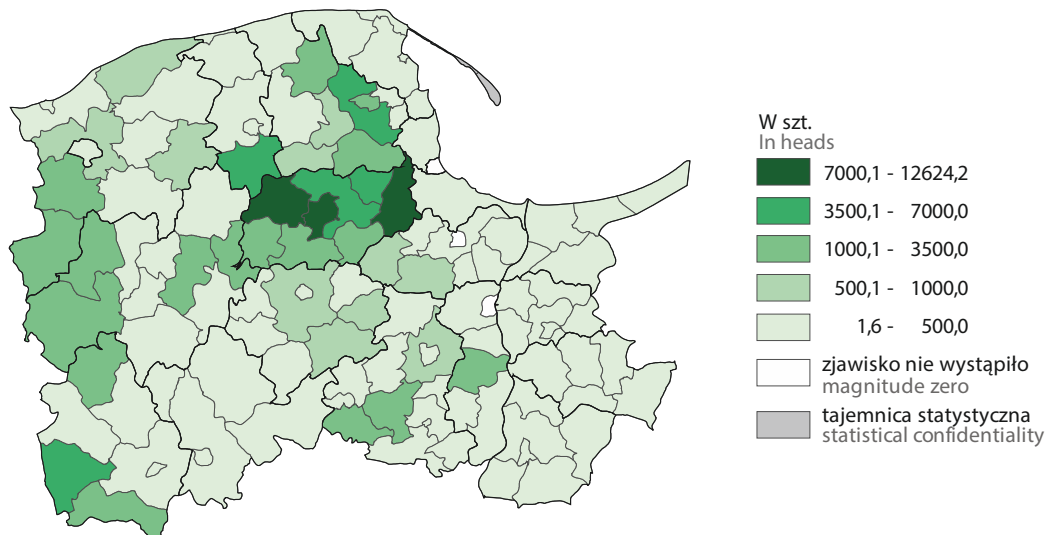 W szt.
In heads
7000,1 - 12624,2
3500,1 - 7000,0
1000,1 - 3500,0
500,1 - 1000,0
1,6 - 500,0
zjawisko nie wystąpiło
magnitude zero
tajemnica statystyczna
statistical confidentiality